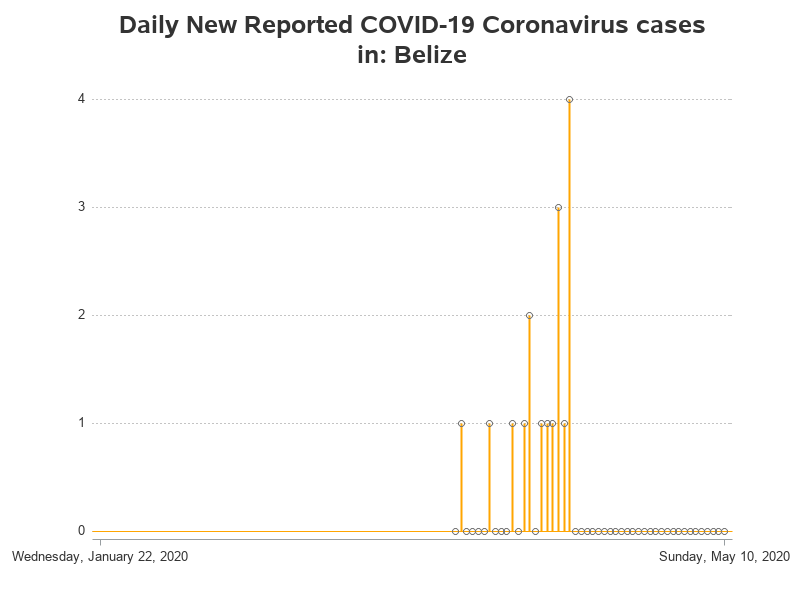 Daily New Reported COVID-19 Coronavirus cases
in: Belize
4
3
2
1
0
Wednesday, January 22, 2020 Sunday, May 10, 2020